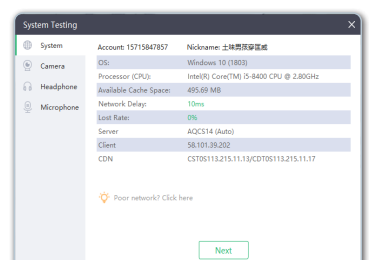 System Testing
System
Camera
Headphone
Microphone
Account: 15715847857 Nickname:
OS: Windows 10 (1803)
Processor (CPU): Intel(R) Core(TM) i5-8400 CPU @ 2.80GHz
Available Cache Space: 495.69 MB
Network Delay: 10ms
Lost Rate: 0%
Server AQCS14 (Auto)
Client 58.101.39.202
CDN CST0S113.215.11.13/CDT0S113.215.11.17
Poor network? Click here
Next